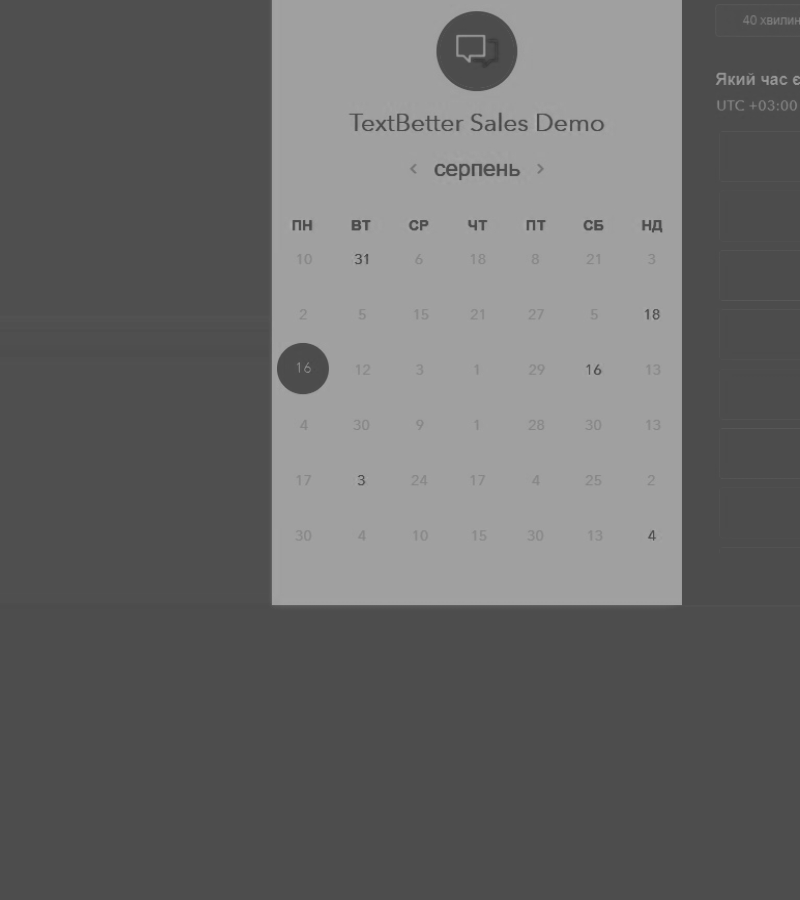 40 хвилин
TextBetter Sales Demo
Який час є
UTC +03:00
серпень
ПН ВТ СР ЧТ ПТ СБ НД
10 31 6 18 8 21 3
2 5 15 21 27 5 18
16 12 3 1 29 16 13
4 30 9 1 28 30 13
17 3 24 17 4 25 2
30 4 10 15 30 13 4